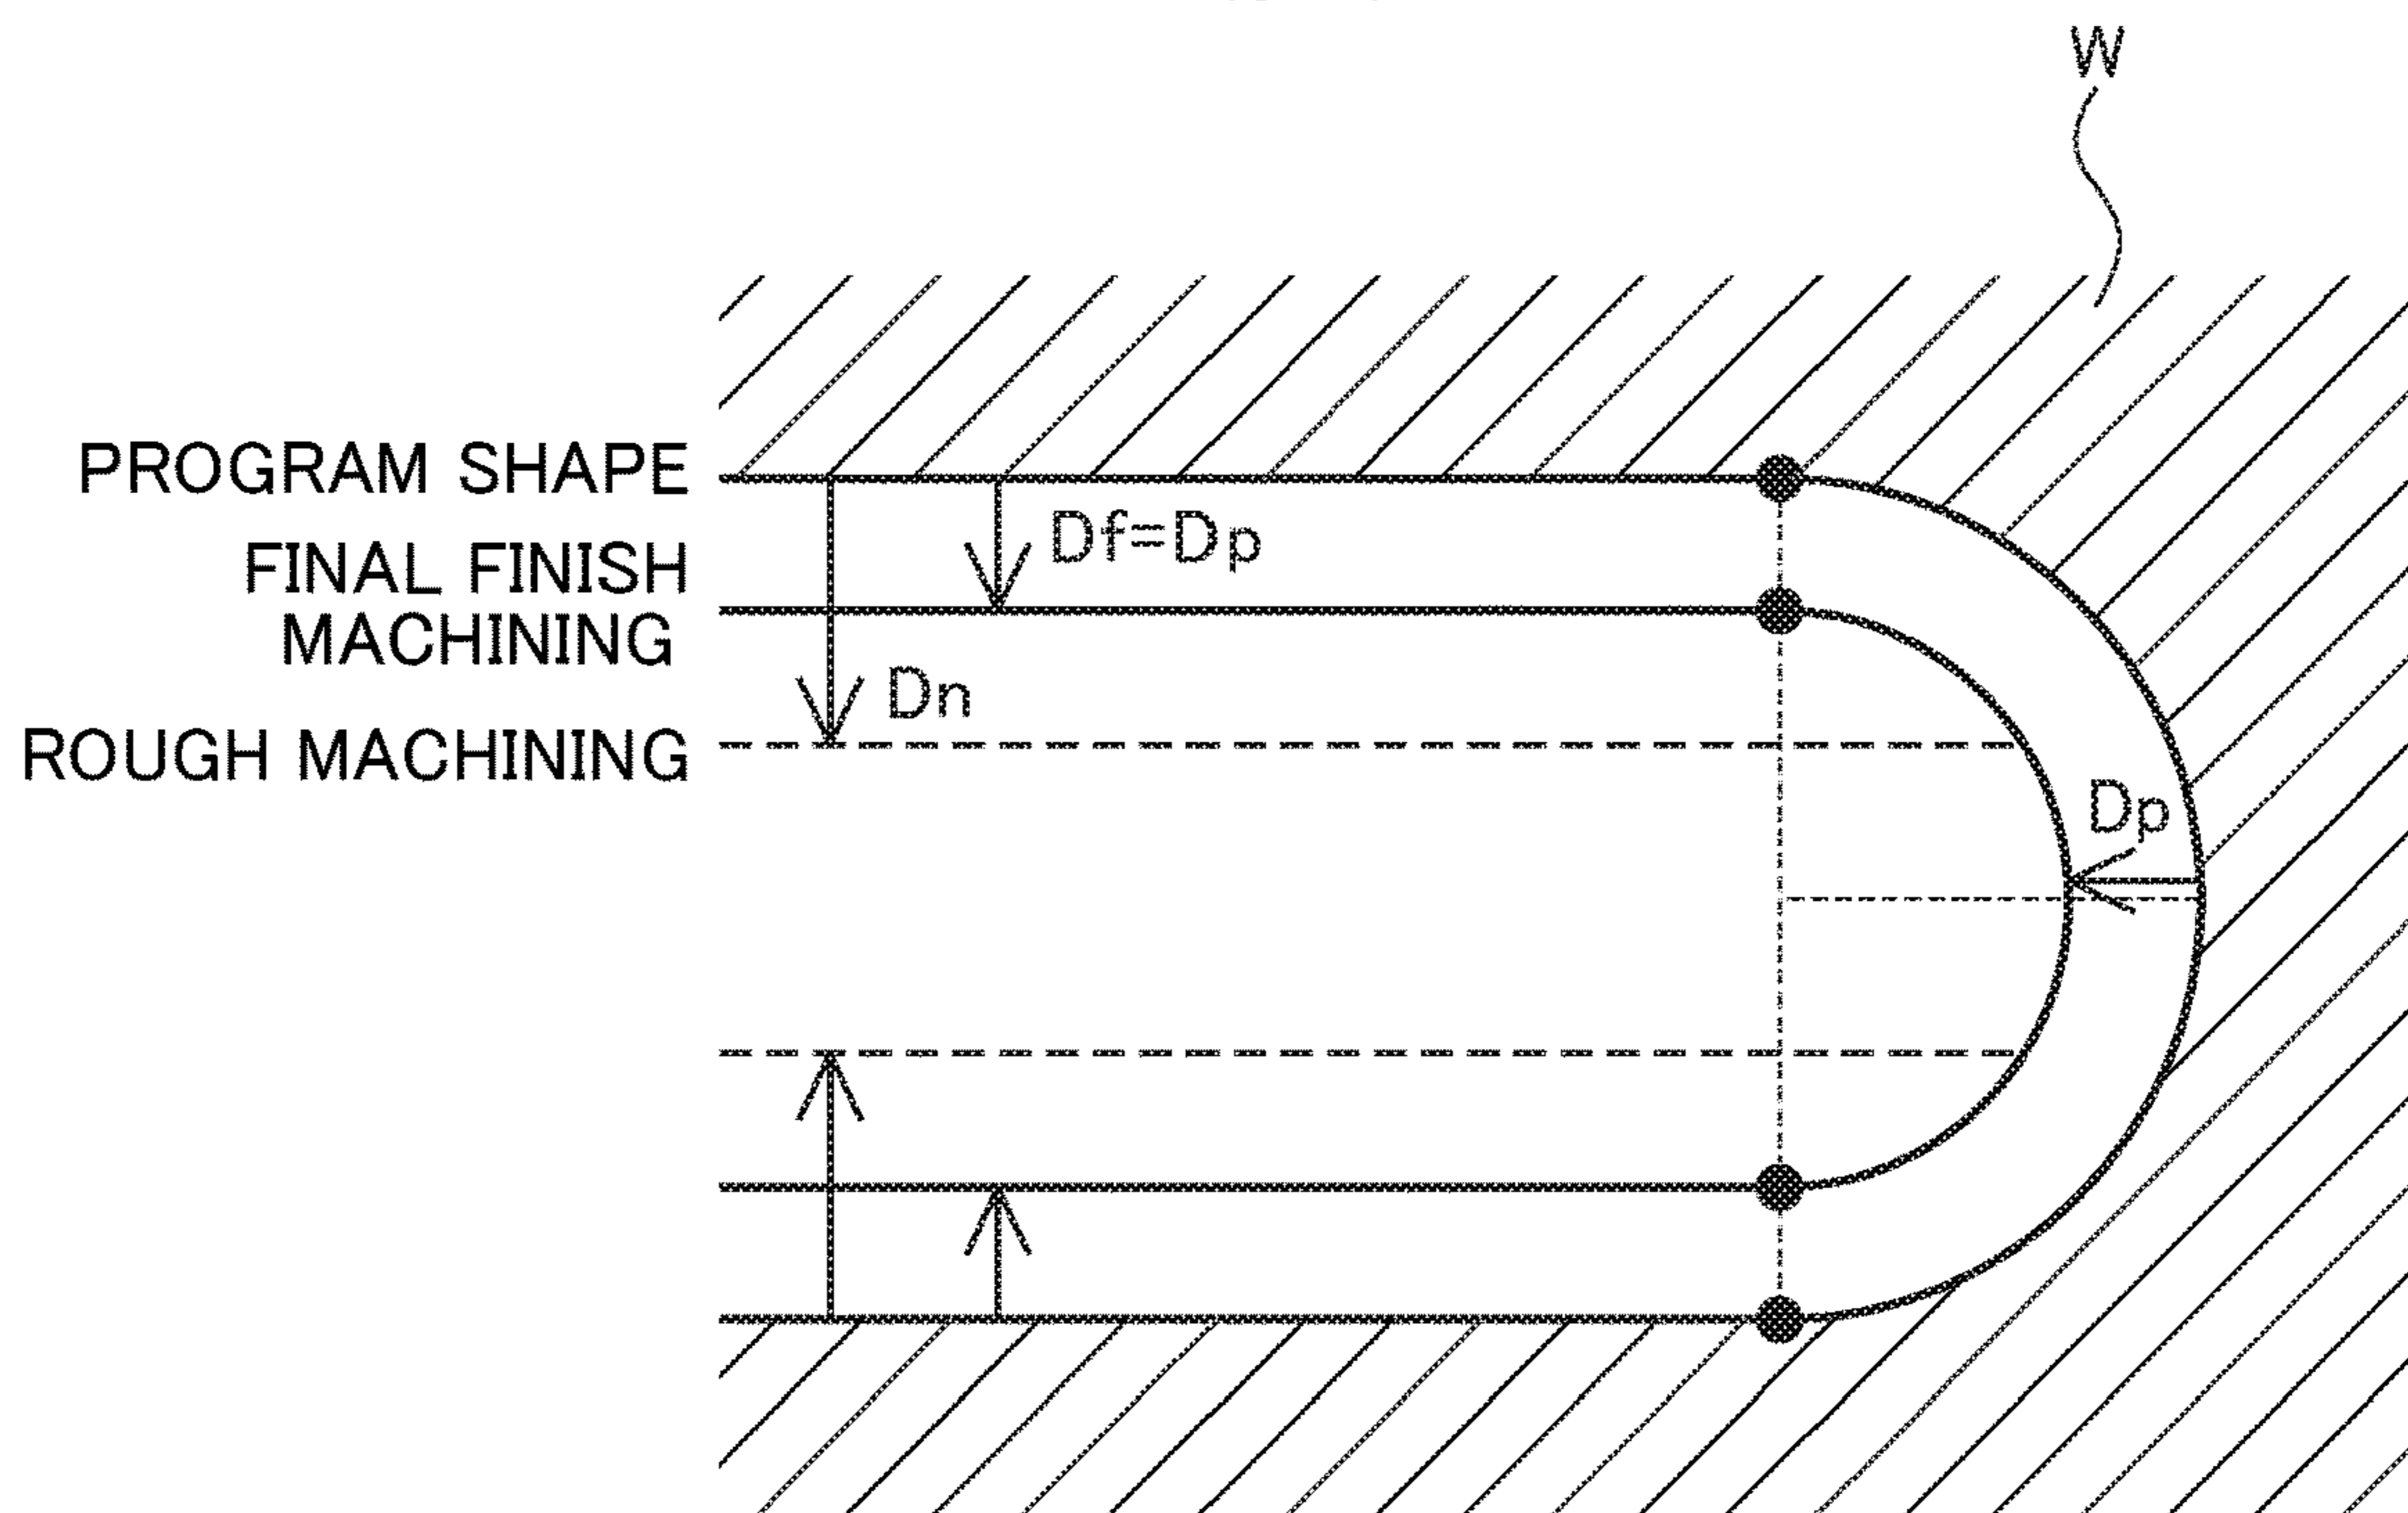 W
PROGRAM SHAPE
Df=Dp
FINAL FINISH
MACHINING
Dn
ROUGH MACHINING
Dp